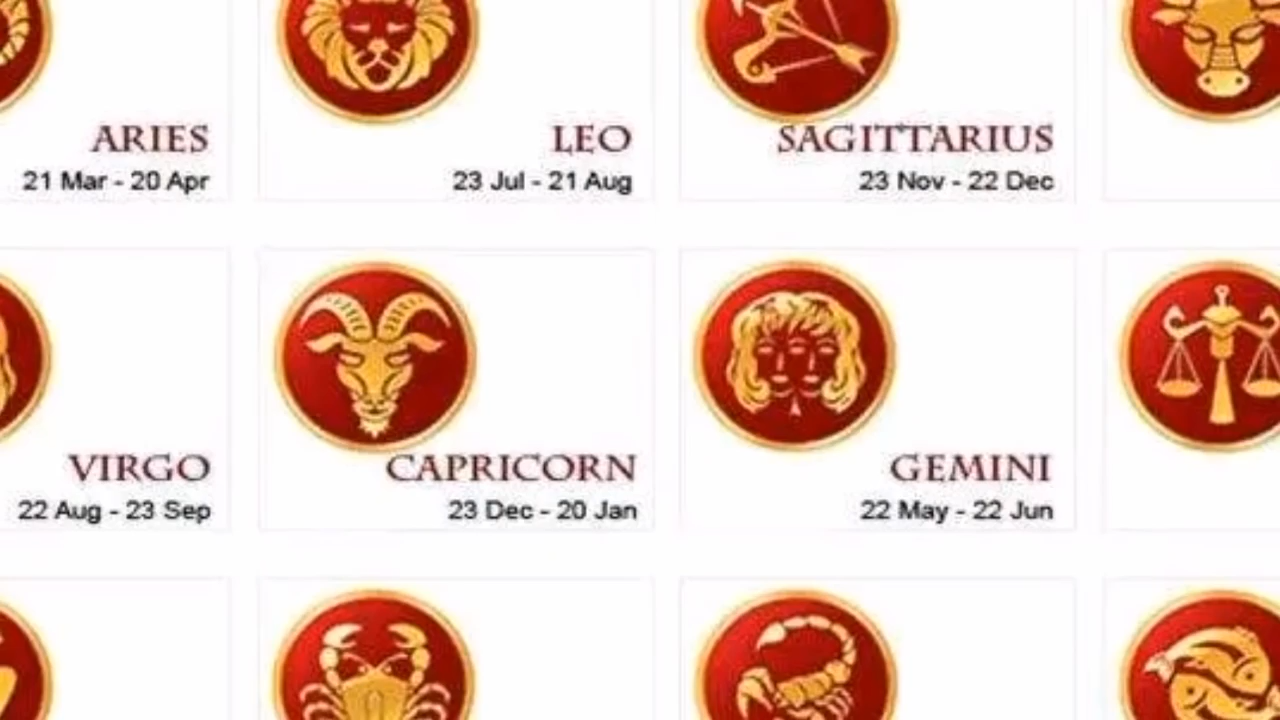 ARIES
21 Mar - 20 Apr
LEO
23 Jul - 21 Aug
SAGITTARIUS
23 Nov - 22 Dec
VIRGO
22 Aug - 23 Sep
CAPRICORN
23 Dec - 20 Jan
GEMINI
22 May - 22 Jun